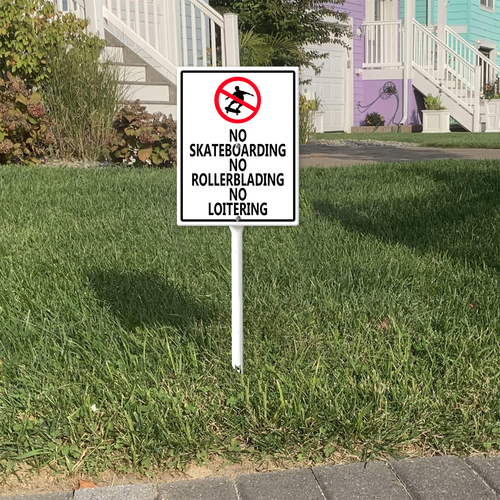 NO
SKATEBOARDING
NO
ROLLERBLADING
NO
LOITERING